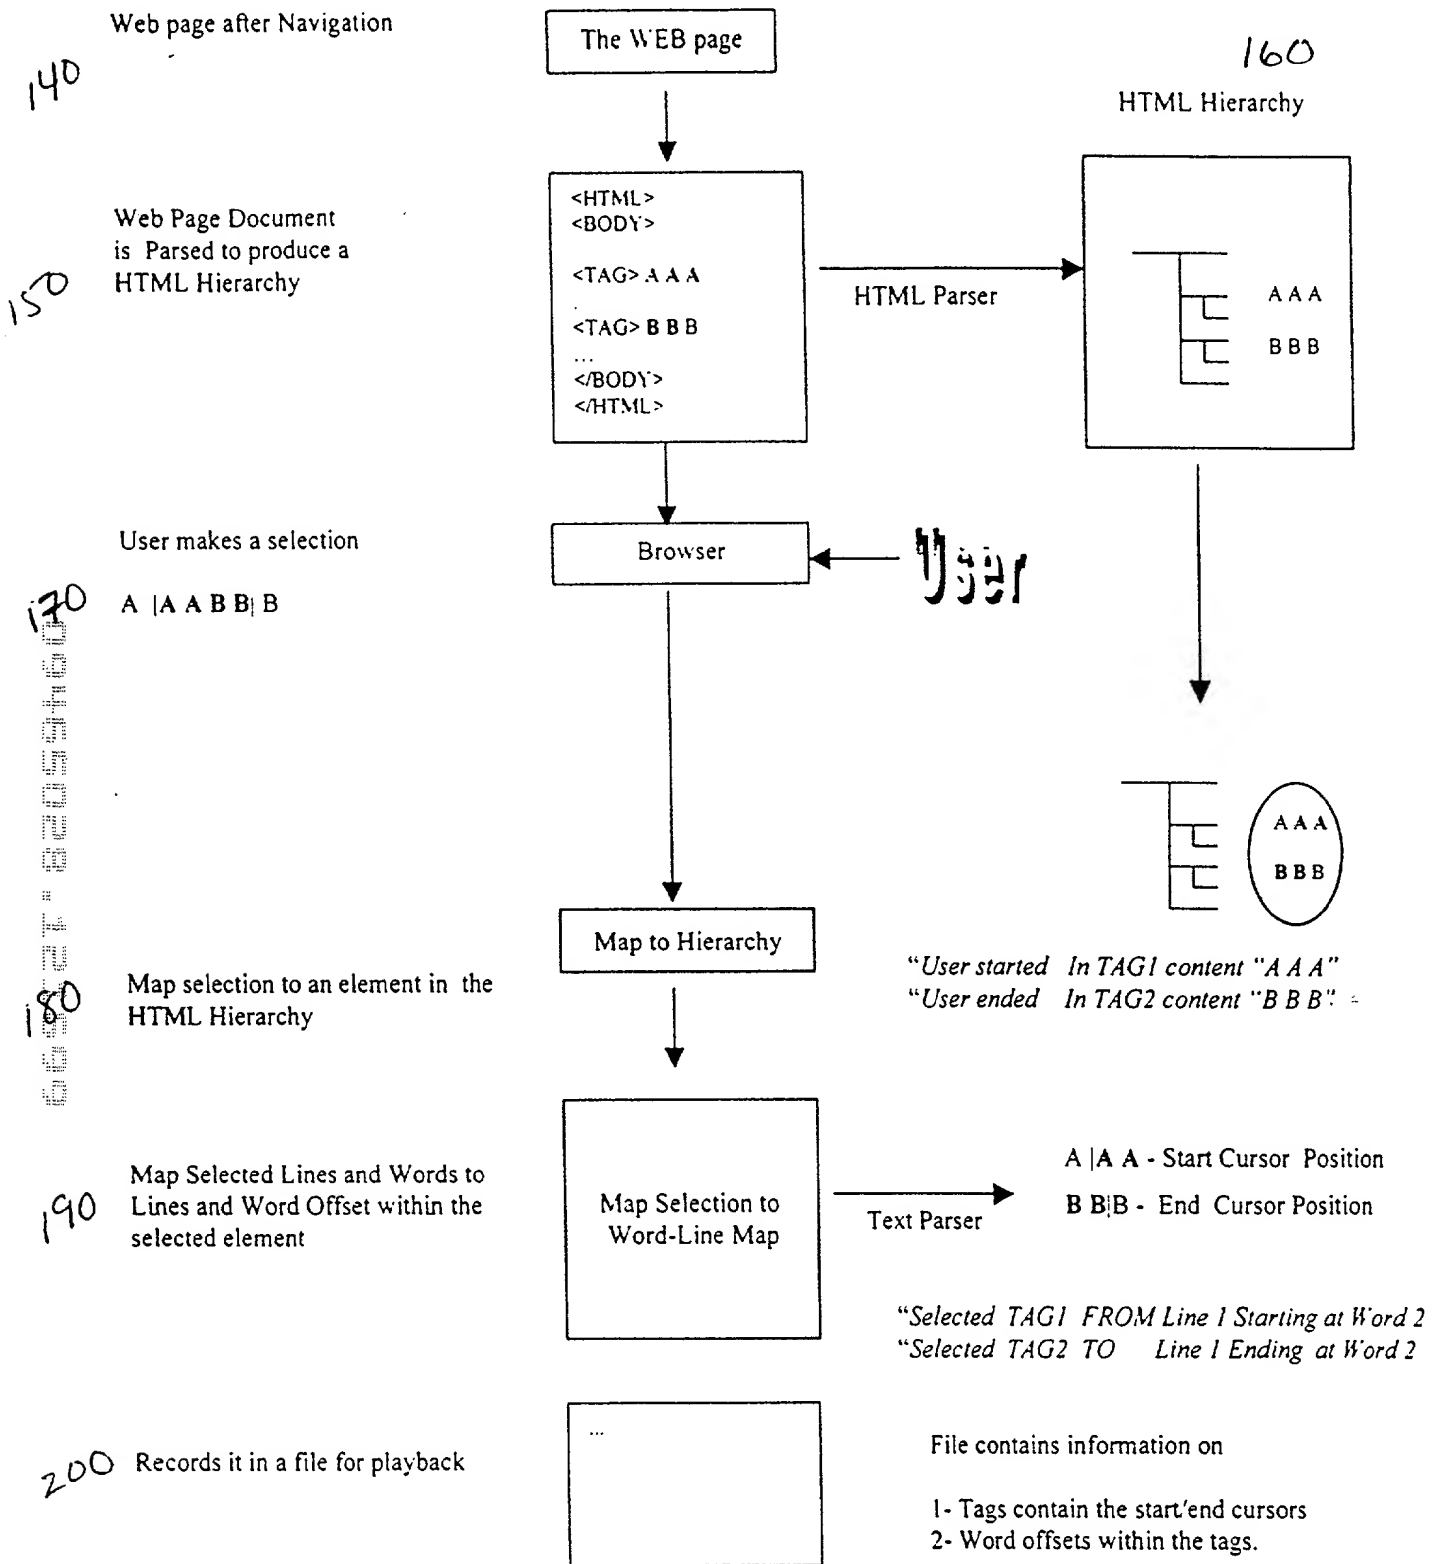 Web page after Navigation
The WEB page
140
160
HTML Hierarchy
Web Page Document
is Parsed to produce a
HTML Hierarchy
150
<HTML>
<BODY>
<TAG> A A A
.
<TAG> B B B
...
</BODY>
</HTML>
HTML Parser
A A A
B B B
User makes a selection
170
A |A A B B| B
Browser
User
A A A
B B B
Map to Hierarchy
180
Map selection to an element in the
HTML Hierarchy
"User started In TAG1 content "A A A"
"User ended In TAG2 content "B B B".
190
Map Selected Lines and Words to
Lines and Word Offset within the
selected element
Map Selection to
Word-Line Map
Text Parser
A |A A - Start Cursor Position
B B|B - End Cursor Position
"Selected TAG1 FROM Line 1 Starting at Word 2
"Selected TAG2 TO Line 1 Ending at Word 2
200
Records it in a file for playback
...
File contains information on
1- Tags contain the start/end cursors
2- Word offsets within the tags.